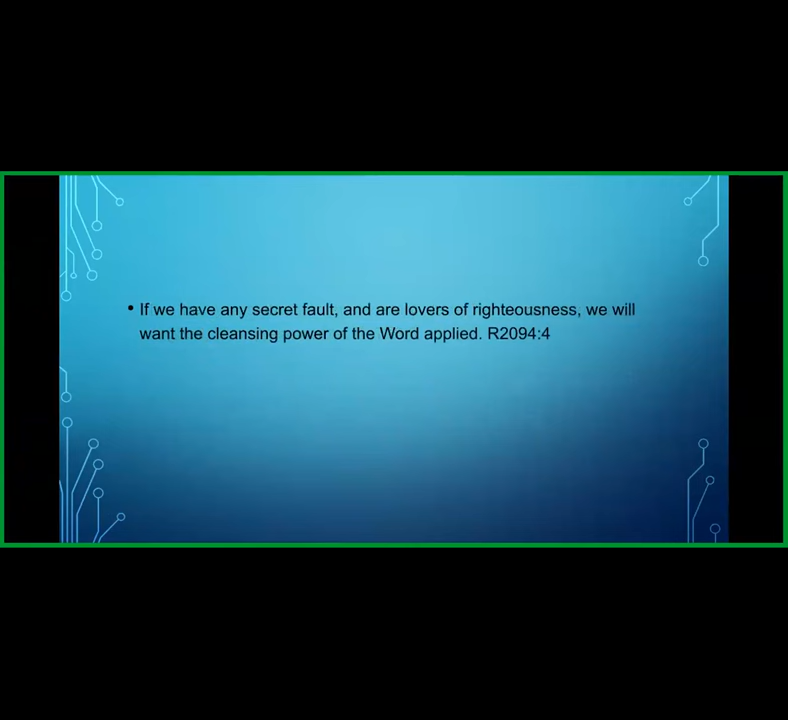 • If we have any secret fault, and are lovers of righteousness, we will
want the cleansing power of the Word applied. R2094:4